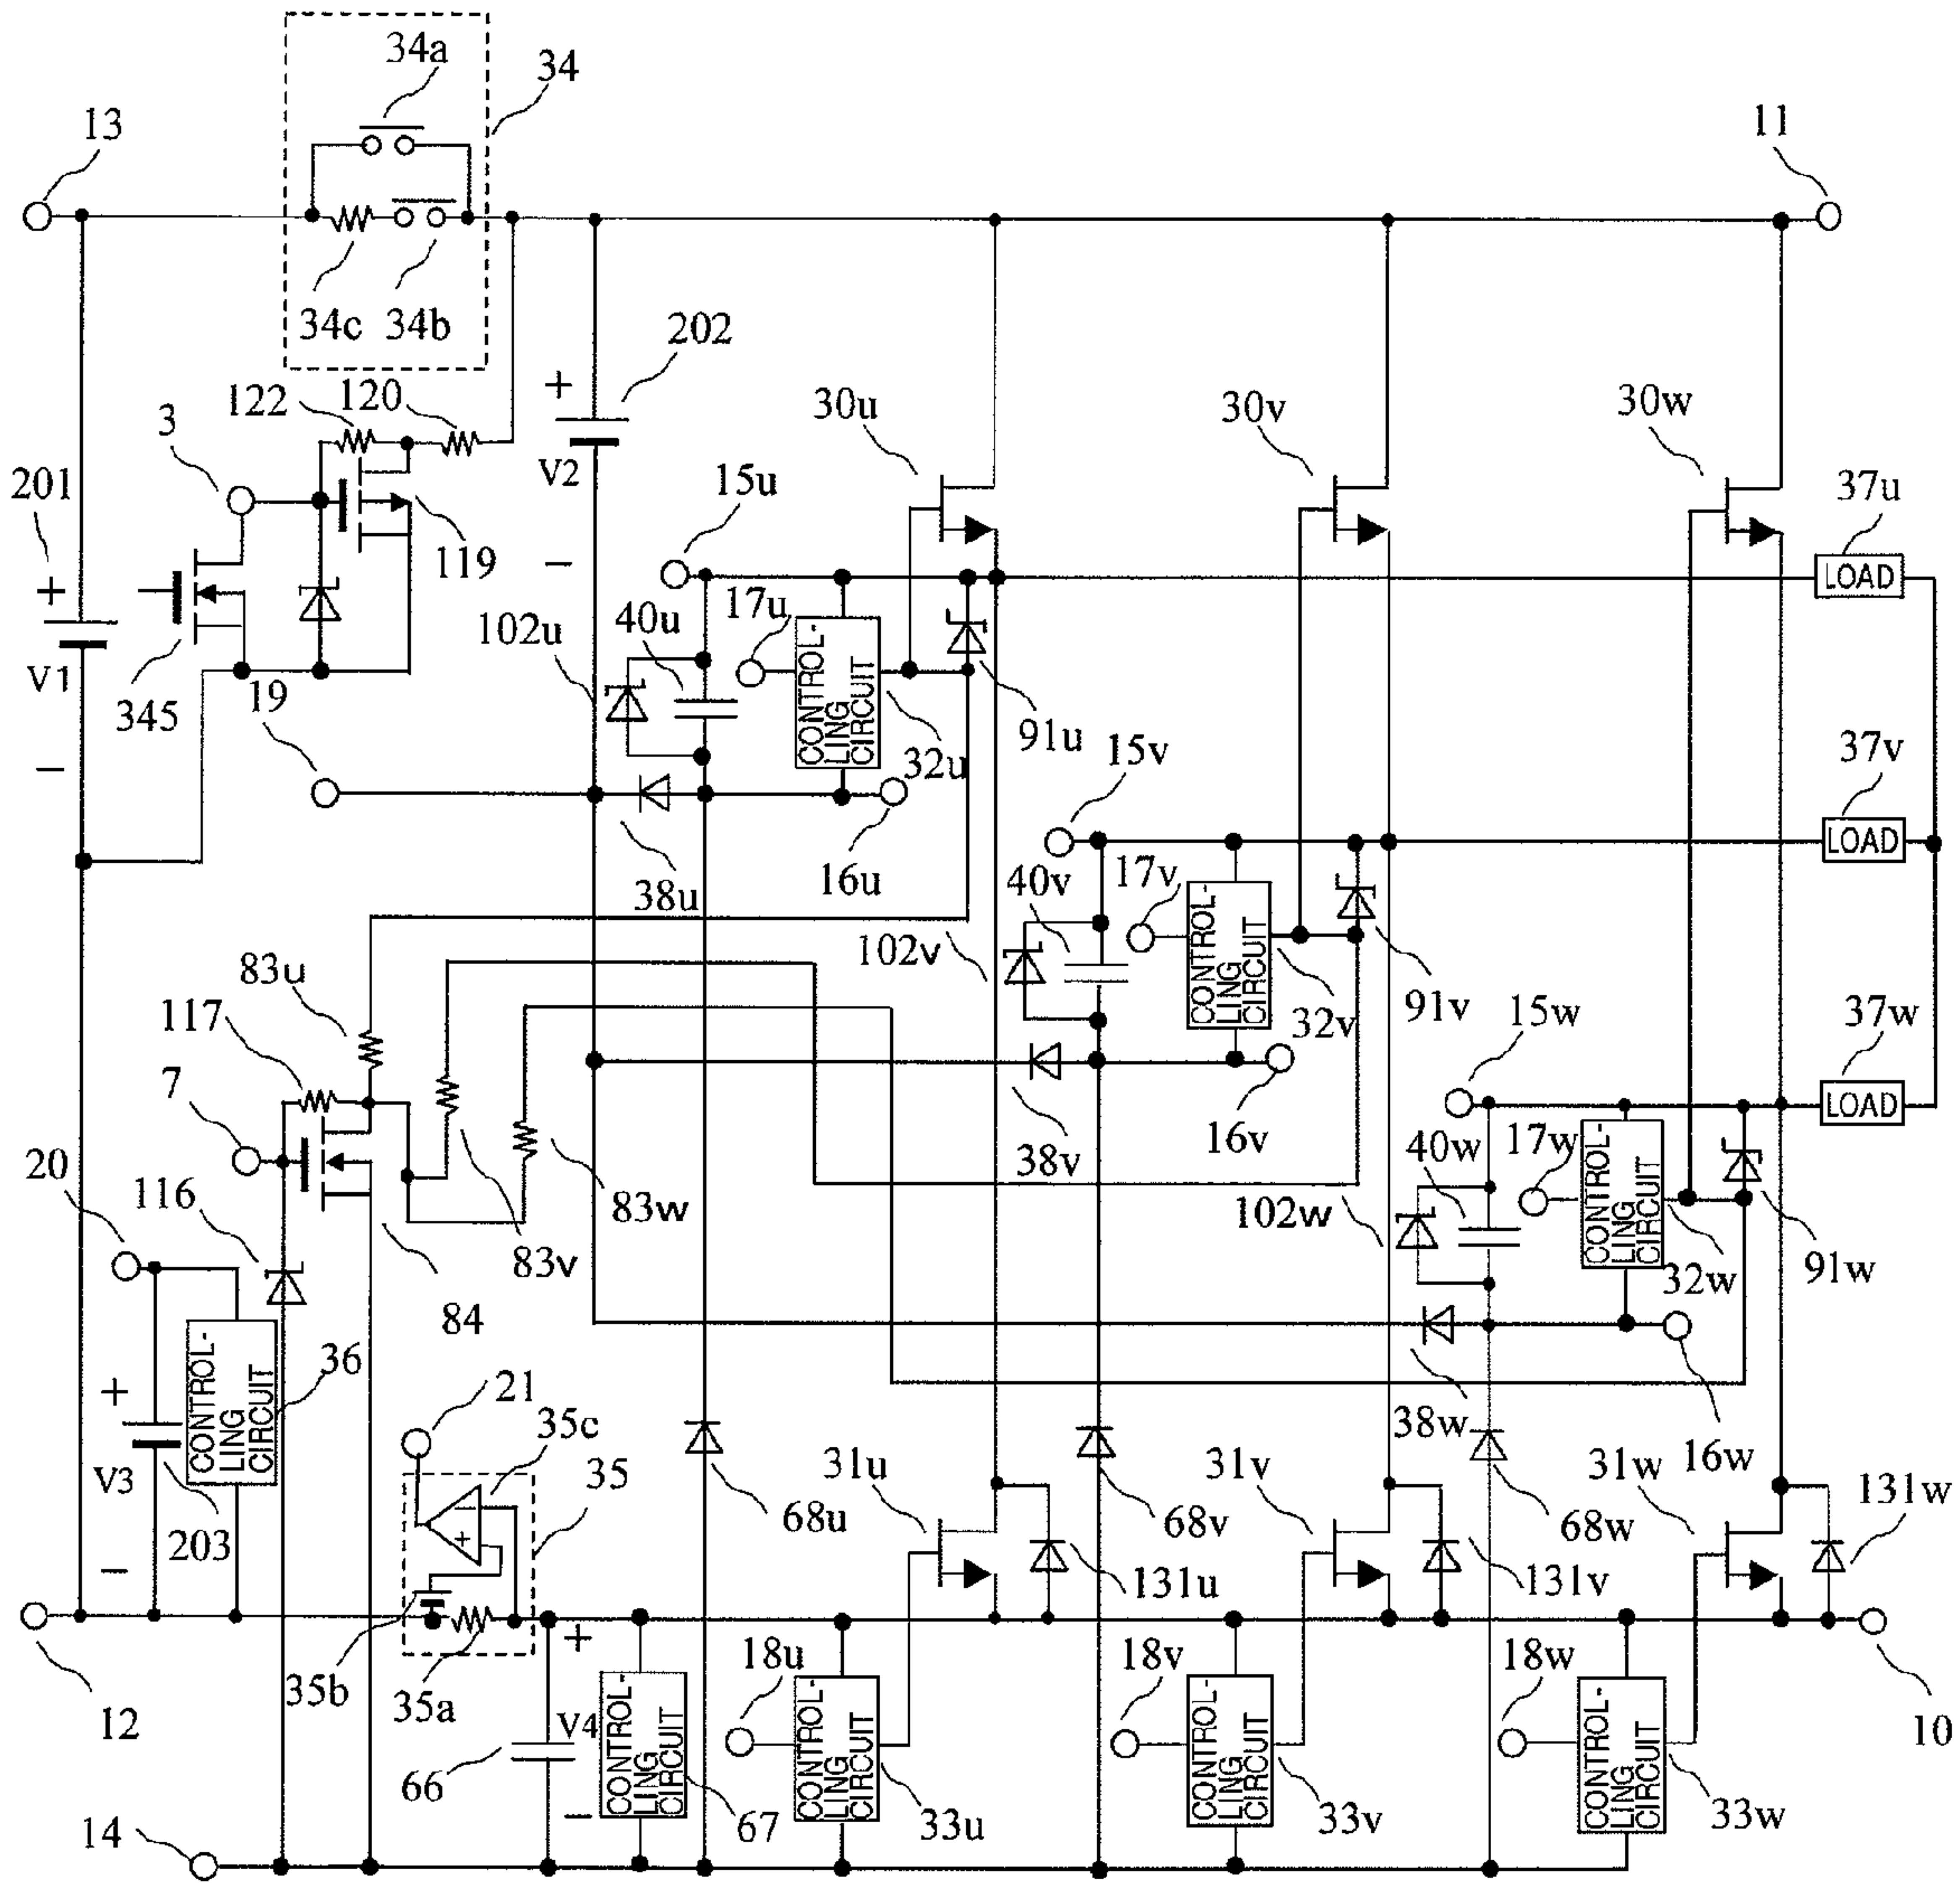 34a
34
13
11
34c 34b
202
122 120
+
30u
30v
30w
3
V2
15u
37u
201
119
−
LOAD
+
102u
40u
17u
V1
345
19
CONTROL-
LING
CIRCUIT
91u
15v
37v
−
32u
LOAD
38u
16u
40v
17v
102v
CONTROL-
LING
CIRCUIT
83u
32v
91v
15w
37w
117
7
LOAD
16v
20
38v
40w
17w
116
83w
102w
CONTROL-
LING
CIRCUIT
83v
32w
91w
84
36
+
CONTROL-
LING
CIRCUIT
21
35c
38w
V3
35
31u
31v
31w
16w
131w
203
68u
68v
68w
−
−
+
131u
131v
+
35b
35a
18u
18v
18w
12
V4
CONTROL-
LING
CIRCUIT
CONTROL-
LING
CIRCUIT
CONTROL-
LING
CIRCUIT
CONTROL-
LING
CIRCUIT
10
66
−
67
33u
33v
33w
14